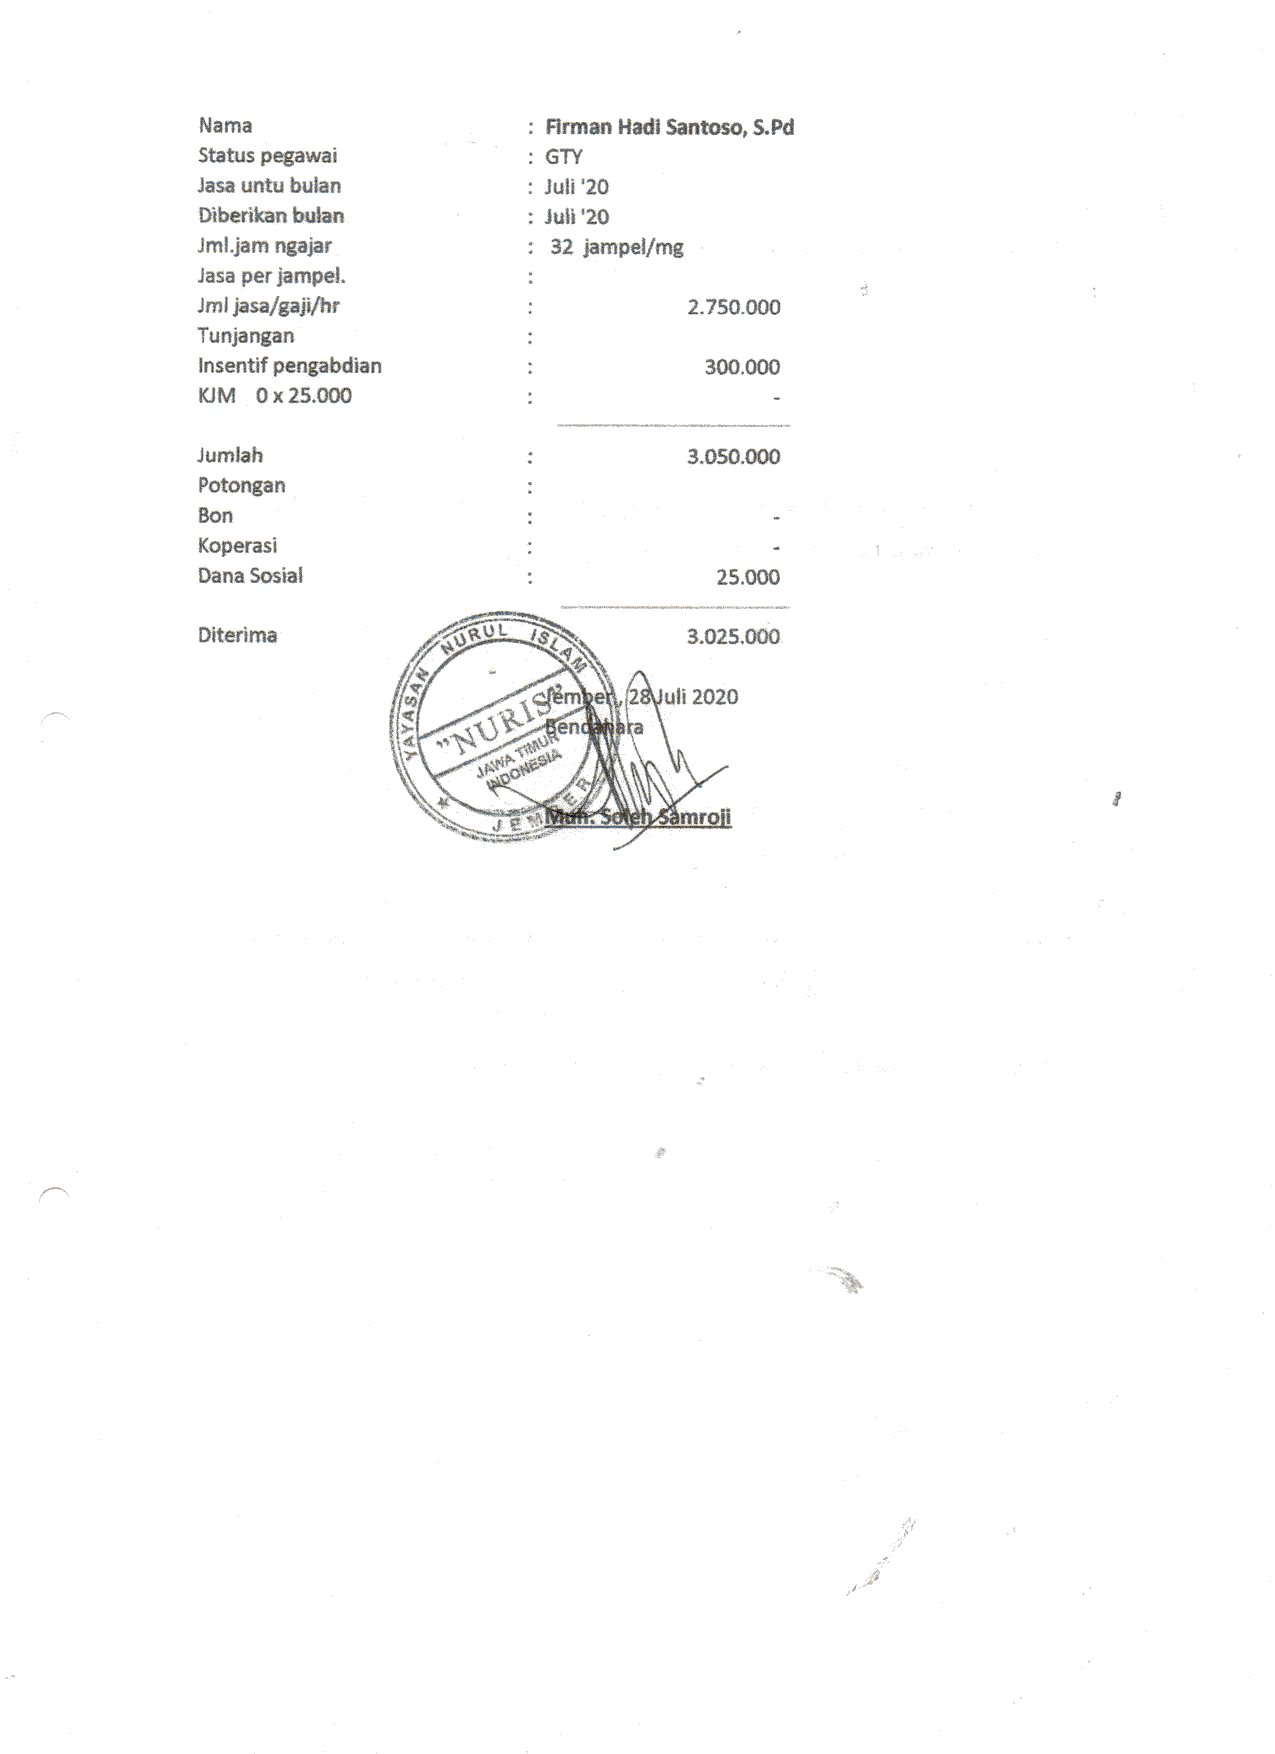 Nama : Firman Hadi Santoso, S.Pd
Status pegawai : GTY
Jasa untu bulan : Juli '20
Diberikan bulan : Juli '20
Jml.jam ngajar : 32 jampel/mg
Jasa per jampel. :
Jml jasa/gaji/hr : 2.750.000
Tunjangan :
Insentif pengabdian : 300.000
KJM 0 x 25.000 : -
Jumlah : 3.050.000
Potongan :
Bon : -
Koperasi : -
Dana Sosial : 25.000
Diterima 3.025.000
YAYASAN NURUL ISLAM
"NURIS"
JAWA TIMUR
INDONESIA
JEMBER
Jember, 28 Juli 2020
Bendahara
Muh. Soleh Samroji